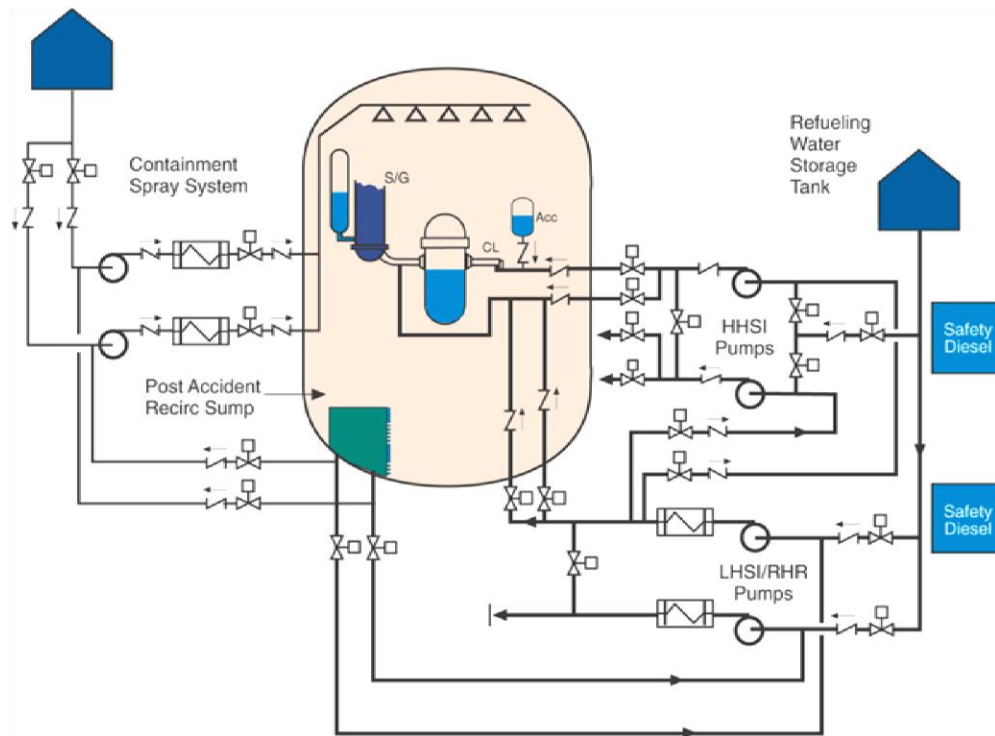 Containment
Spray System
S/G
Acc
CL
Refueling
Water
Storage
Tank
HHSI
Pumps
Safety
Diesel
Post Accident
Recirc Sump
Safety
Diesel
LHSI/RHR
Pumps